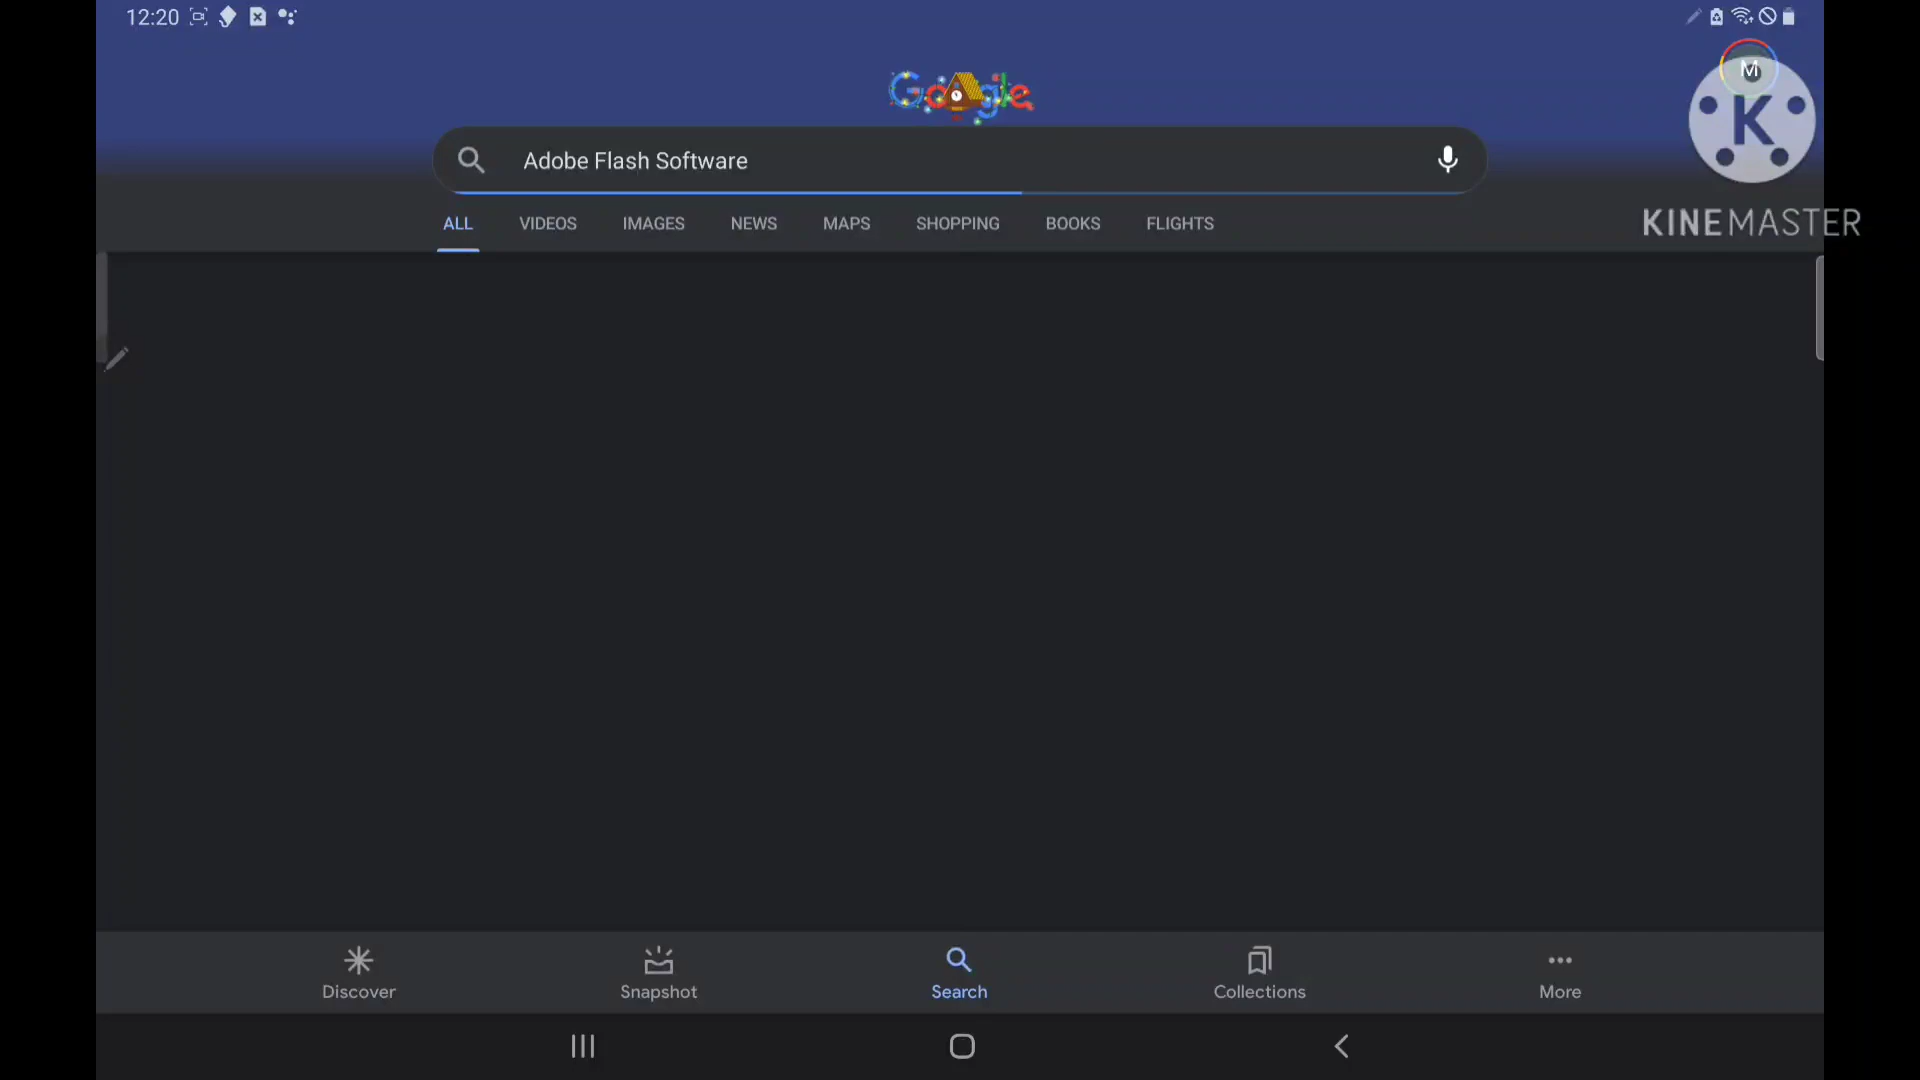 12:20
Google
M
K
Adobe Flash Software
KINEMASTER
ALL VIDEOS IMAGES NEWS MAPS SHOPPING BOOKS FLIGHTS
Discover Snapshot Search Collections More